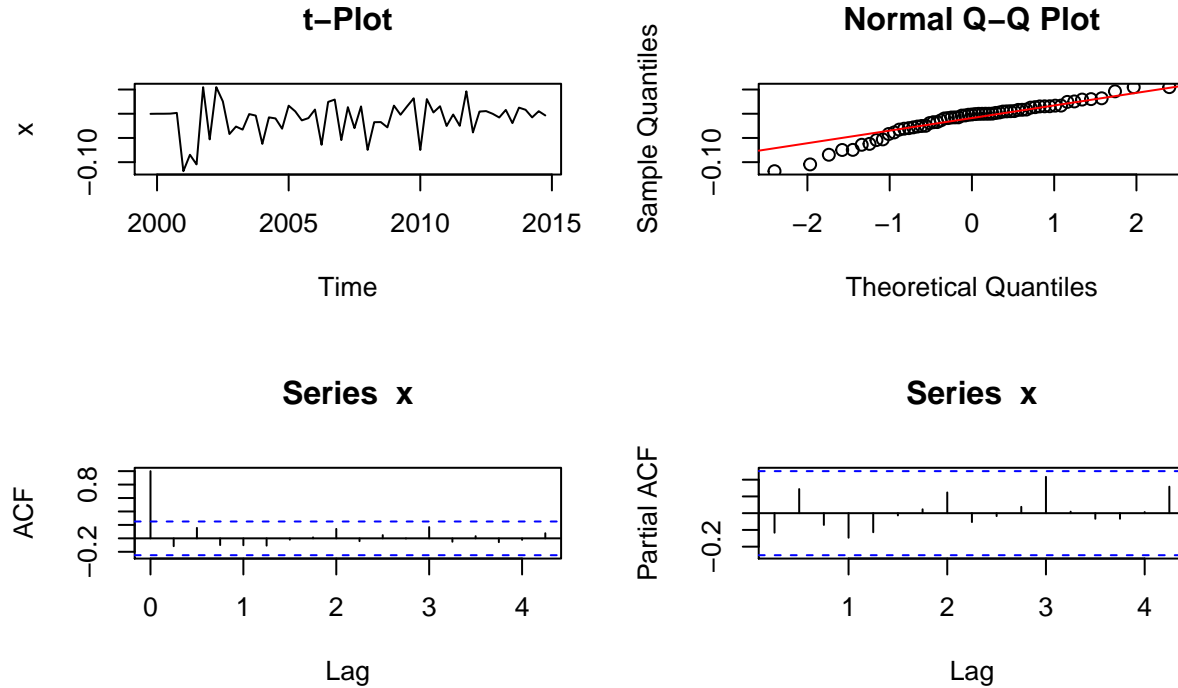 t−Plot
x
−0.10
2000 2005 2010 2015
Time
Normal Q−Q Plot
Sample Quantiles
−0.10
−2 −1 0 1 2
Theoretical Quantiles
Series x
ACF
−0.2 0.8
0 1 2 3 4
Lag
Series x
Partial ACF
−0.2
1 2 3 4
Lag